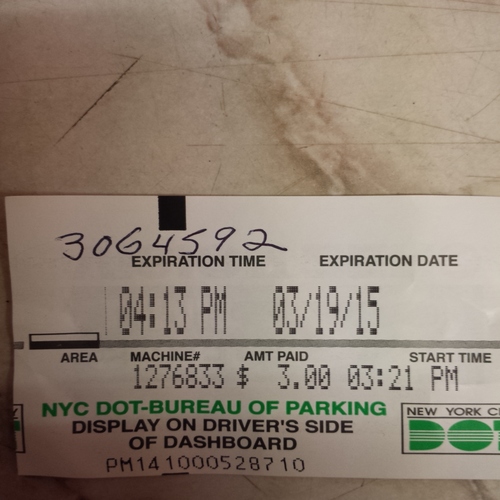 3064592
EXPIRATION TIME EXPIRATION DATE
04:13 PM 03/19/15
AREA MACHINE# AMT PAID START TIME
1276833 $ 3.00 03:21 PM
NYC DOT-BUREAU OF PARKING
DISPLAY ON DRIVER'S SIDE
OF DASHBOARD
PM141000528710
NEW YORK CI
DOT